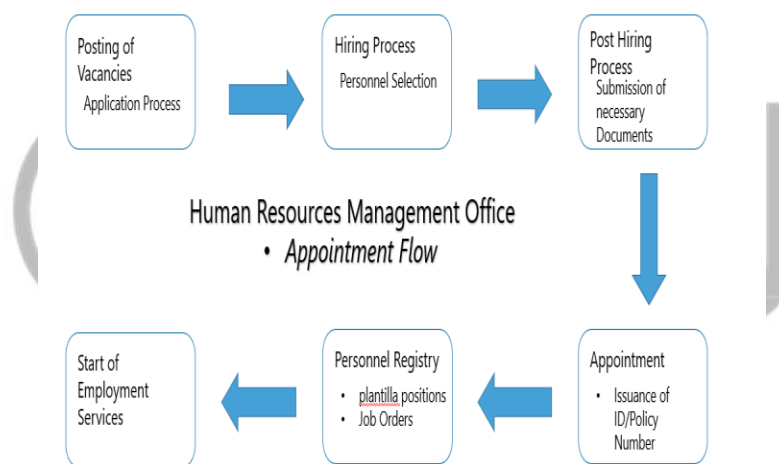 Posting of
Vacancies
Application Process
Hiring Process
Personnel Selection
Post Hiring
Process
Submission of
necessary
Documents
Human Resources Management Office
• Appointment Flow
Start of
Employment
Services
Personnel Registry
• plantilla positions
• Job Orders
Appointment
• Issuance of
ID/Policy
Number